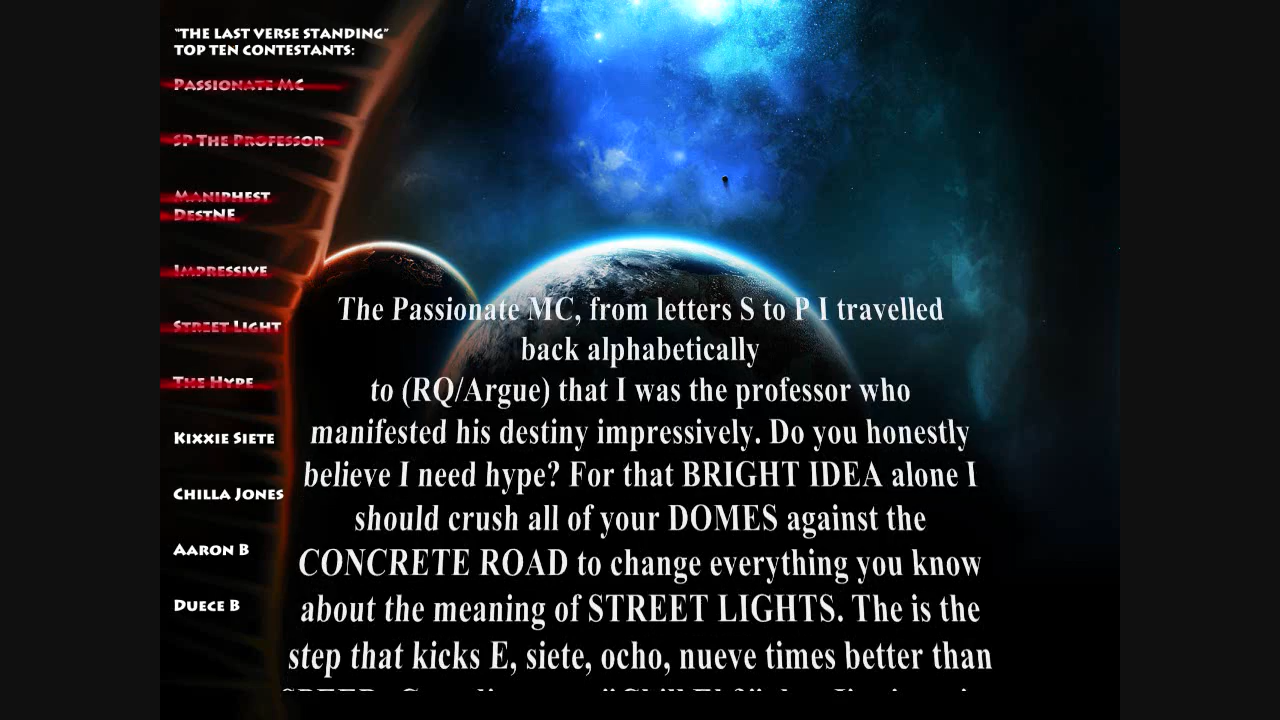 "THE LAST VERSE STANDING"
TOP TEN CONTESTANTS:
PASSIONATE MC
SP THE PROFESSOR
MANIPHEST
DESTNE
IMPRESSIVE
STREET LIGHT
THE HYPE
KIXXIE SIETE
CHILLA JONES
AARON B
DUECE B
The Passionate MC, from letters S to P I travelled
back alphabetically
to (RQ/Argue) that I was the professor who
manifested his destiny impressively. Do you honestly
believe I need hype? For that BRIGHT IDEA alone I
should crush all of your DOMES against the
CONCRETE ROAD to change everything you know
about the meaning of STREET LIGHTS. The is the
step that kicks E, siete, ocho, nueve times better than